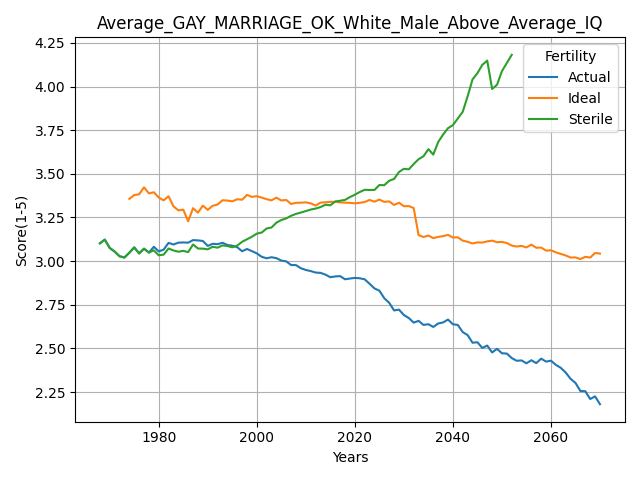 Average_GAY_MARRIAGE_OK_White_Male_Above_Average_IQ
Fertility
Actual
Ideal
Sterile
Score(1-5)
4.25
4.00
3.75
3.50
3.25
3.00
2.75
2.50
2.25
1980
2000
2020
2040
2060
Years